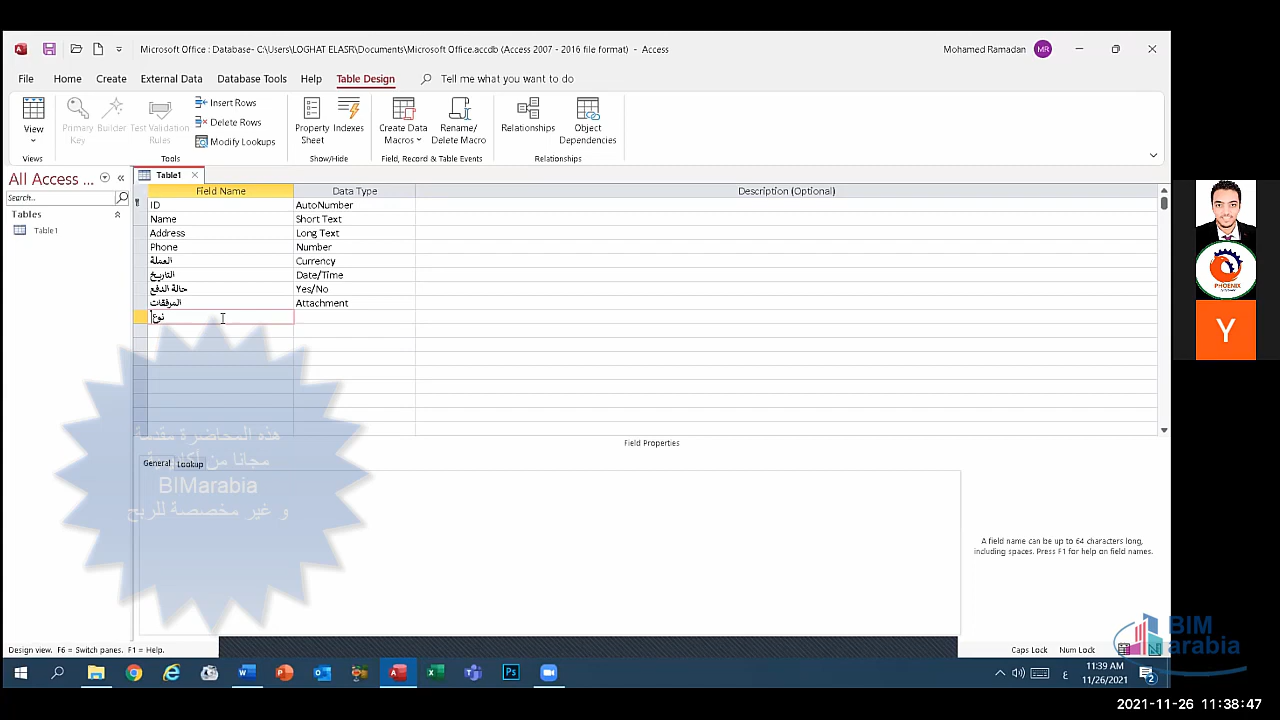 Microsoft Office : Database- C:\Users\LOGHAT ELASR\Documents\Microsoft Office.accdb (Access 2007 - 2016 file format) - Access
Mohamed Ramadan
MR
File
Home
Create
External Data
Database Tools
Help
Table Design
Tell me what you want to do
View
Primary Key
Builder
Test Validation Rules
Insert Rows
Delete Rows
Modify Lookups
Property Sheet
Indexes
Create Data Macros
Rename/ Delete Macro
Relationships
Object Dependencies
Views
Tools
Show/Hide
Field, Record & Table Events
Relationships
All Access ...
Search...
Tables
Table1
Table1
Field Name Data Type Description (Optional)
ID AutoNumber
Name Short Text
Address Long Text
Phone Number
العملة Currency
التاريخ Date/Time
حالة الدفع Yes/No
المرفقات Attachment
نوع
Field Properties
General Lookup
هذه المحاضرة مقدمة
مجانا من
BIMarabia
و غير مخصصة للربح
A field name can be up to 64 characters long,
including spaces. Press F1 for help on field names.
PHOENIX
Y
BIM
arabia
Design view. F6 = Switch panes. F1 = Help.
Caps Lock Num Lock
ع
11:39 AM
11/26/2021
2
2021-11-26 11:38:47